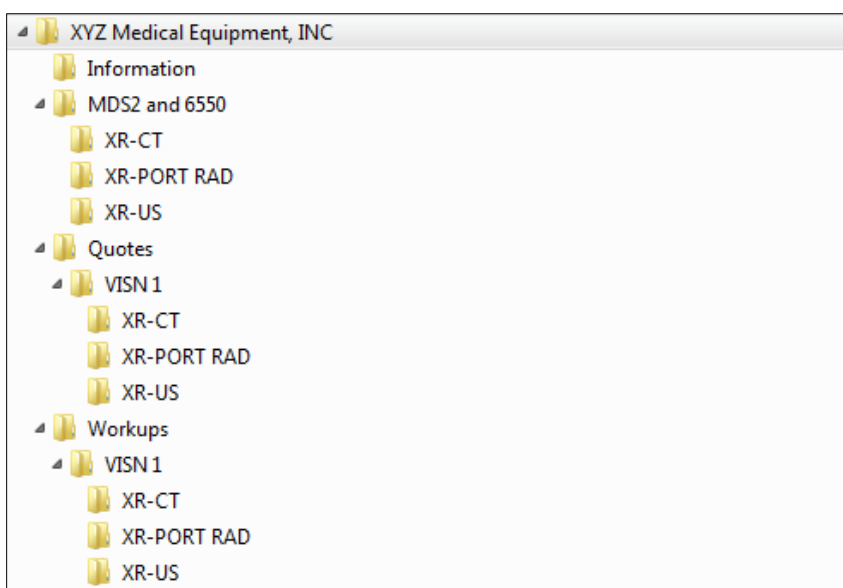 XYZ Medical Equipment, INC
Information
MDS2 and 6550
XR-CT
XR-PORT RAD
XR-US
Quotes
VISN 1
XR-CT
XR-PORT RAD
XR-US
Workups
VISN 1
XR-CT
XR-PORT RAD
XR-US